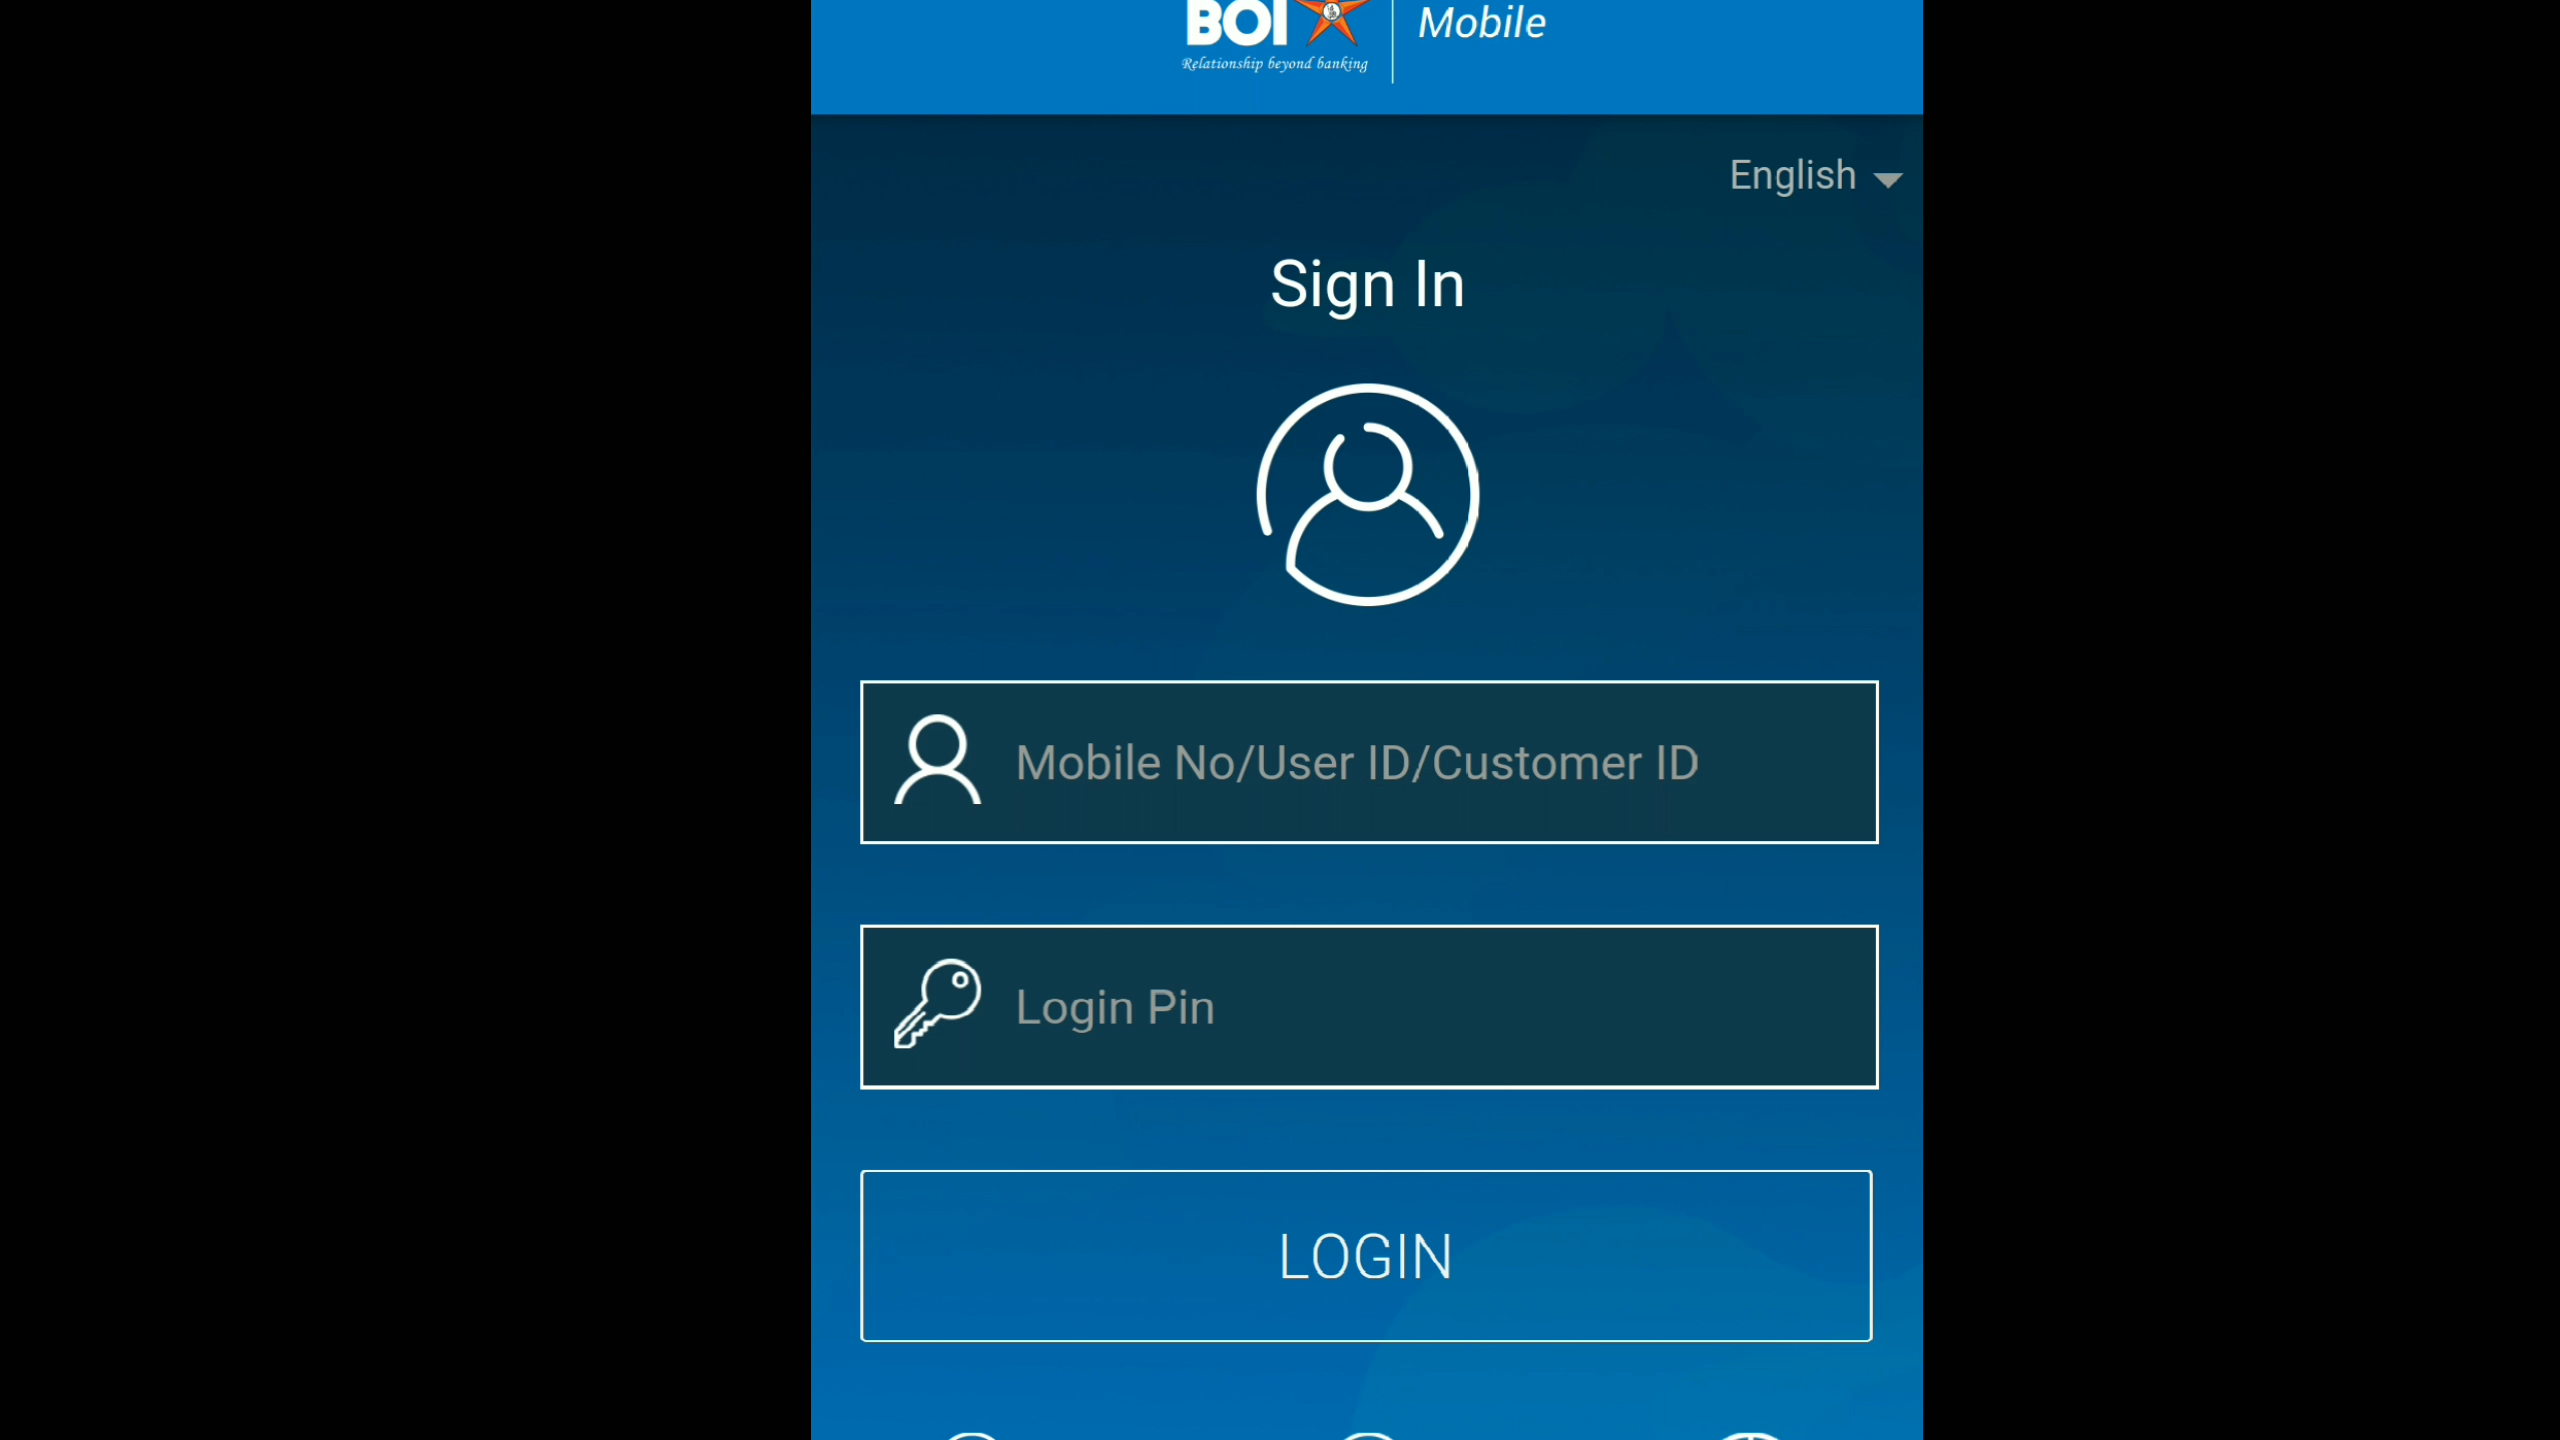 BOI
Mobile
Relationship beyond banking
English
Sign In
Mobile No/User ID/Customer ID
Login Pin
LOGIN